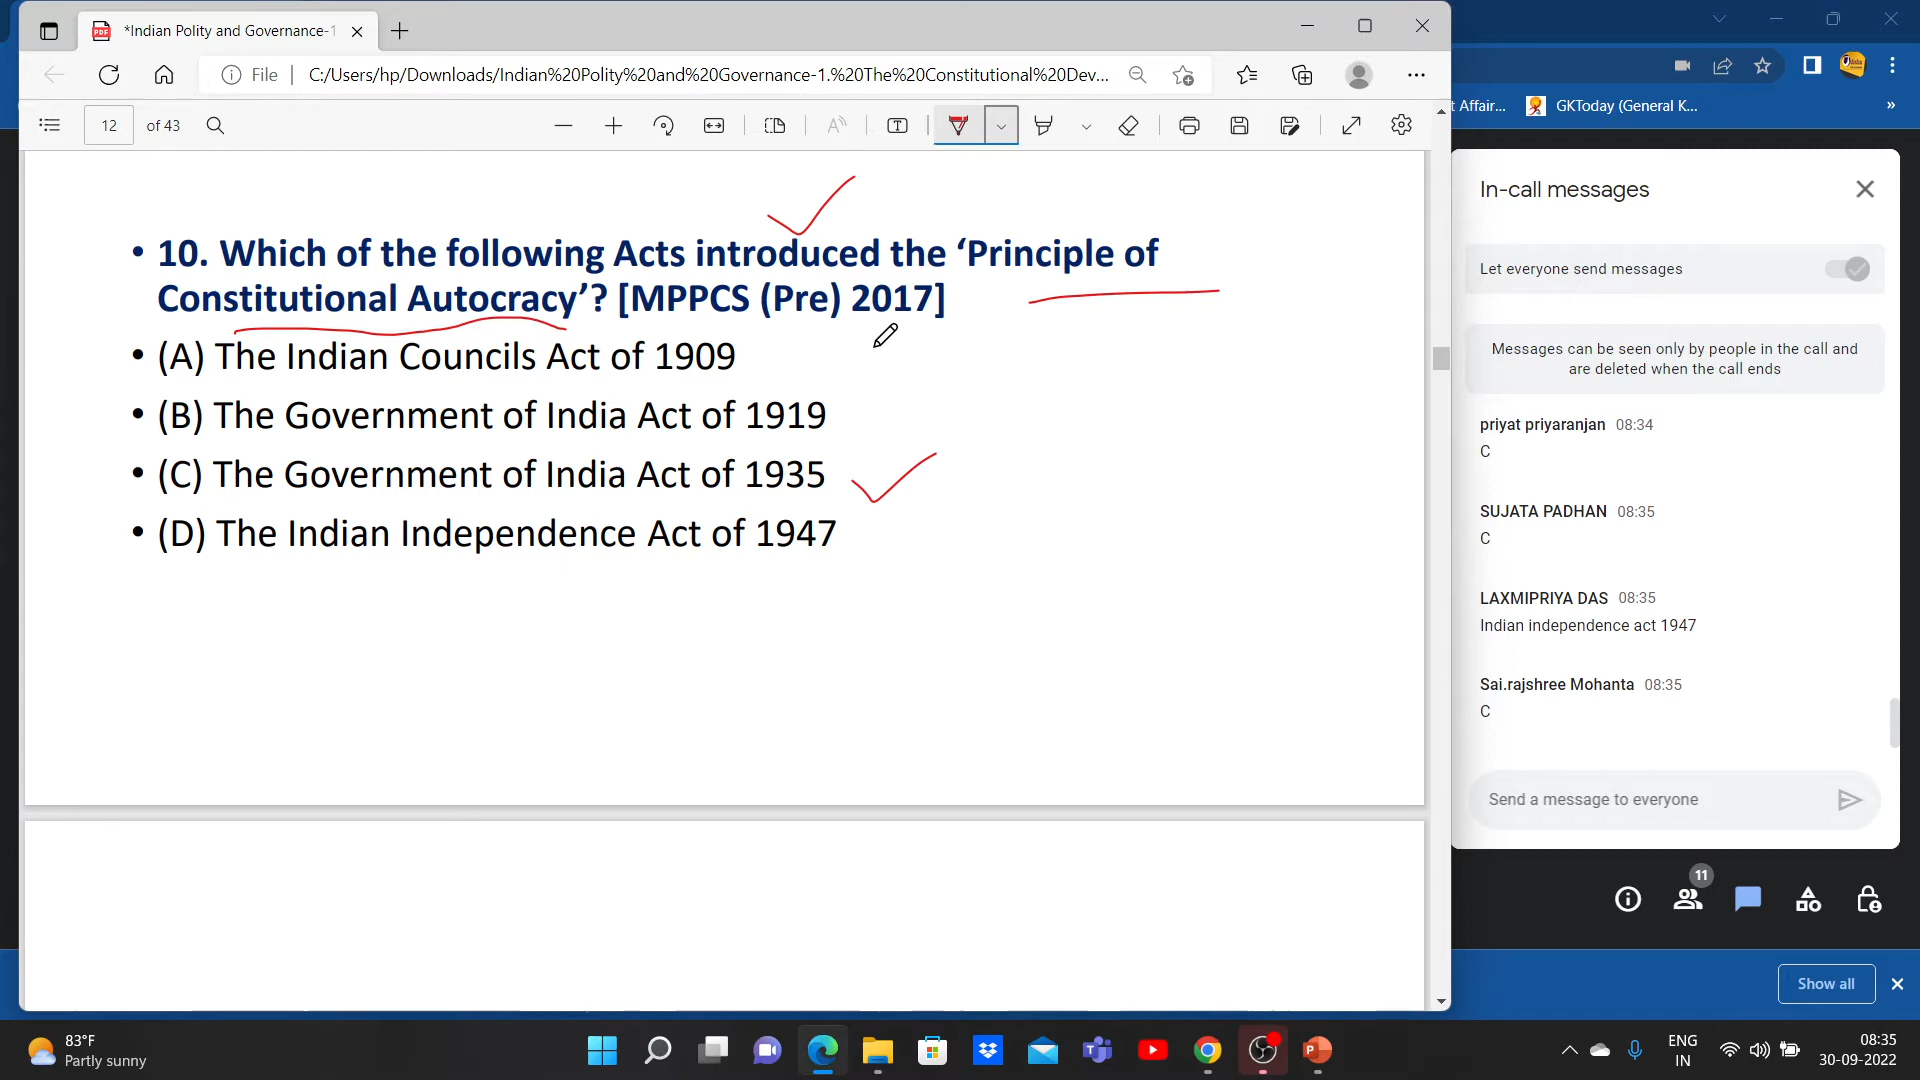 *Indian Polity and Governance-1
File
C:/Users/hp/Downloads/Indian%20Polity%20and%20Governance-1.%20The%20Constitutional%20Dev...
12 of 43
• 10. Which of the following Acts introduced the ‘Principle of
Constitutional Autocracy’? [MPPCS (Pre) 2017]
• (A) The Indian Councils Act of 1909
• (B) The Government of India Act of 1919
• (C) The Government of India Act of 1935
• (D) The Indian Independence Act of 1947
t Affair...
GKToday (General K...
»
In-call messages
Let everyone send messages
Messages can be seen only by people in the call and
are deleted when the call ends
priyat priyaranjan 08:34
C
SUJATA PADHAN 08:35
C
LAXMIPRIYA DAS 08:35
Indian independence act 1947
Sai.rajshree Mohanta 08:35
C
Send a message to everyone
11
Show all
83°F
Partly sunny
ENG
IN
08:35
30-09-2022